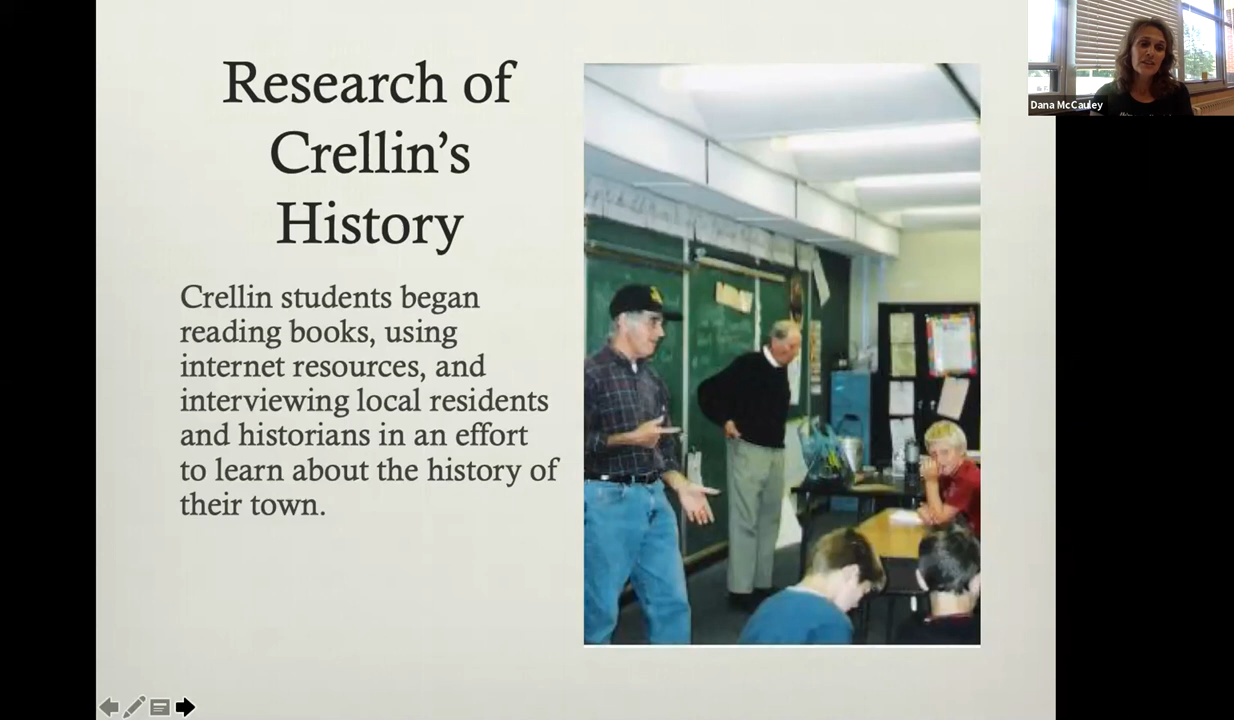 Research of
Crellin’s
History
Crellin students began
reading books, using
internet resources, and
interviewing local residents
and historians in an effort
to learn about the history of
their town.
Dana McCauley